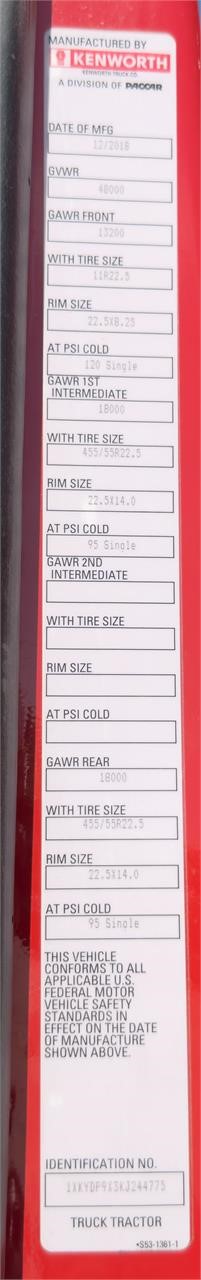 MANUFACTURED BY
KENWORTH
KENWORTH TRUCK CO.
A DIVISION OF PACCAR
DATE OF MFG
12/2018
GVWR
48000
GAWR FRONT
13200
WITH TIRE SIZE
11R22.5
RIM SIZE
22.5X8.25
AT PSI COLD
120 Single
GAWR 1ST
INTERMEDIATE
18000
WITH TIRE SIZE
455/55R22.5
RIM SIZE
22.5X14.0
AT PSI COLD
95 Single
GAWR 2ND
INTERMEDIATE
WITH TIRE SIZE
RIM SIZE
AT PSI COLD
GAWR REAR
18000
WITH TIRE SIZE
455/55R22.5
RIM SIZE
22.5X14.0
AT PSI COLD
95 Single
THIS VEHICLE
CONFORMS TO ALL
APPLICABLE U.S.
FEDERAL MOTOR
VEHICLE SAFETY
STANDARDS IN
EFFECT ON THE DATE
OF MANUFACTURE
SHOWN ABOVE.
IDENTIFICATION NO.
1XKYDP9X3KJ244775
TRUCK TRACTOR
•S53-1361-1